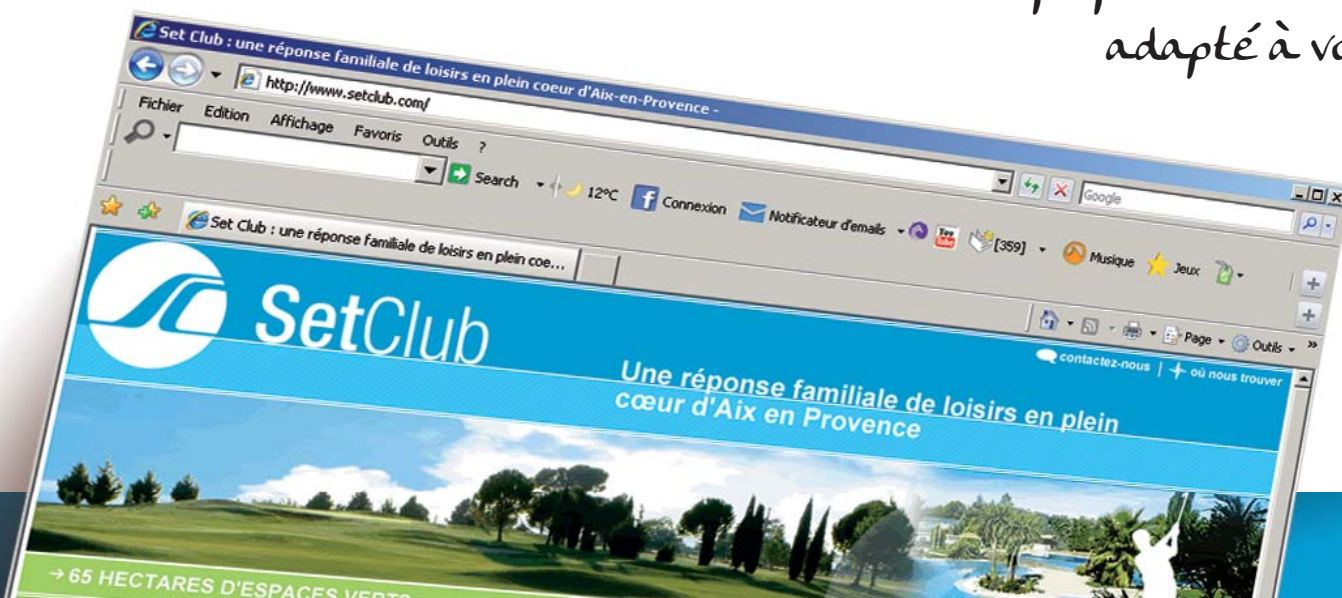 adapté à
Set Club : une réponse familiale de loisirs en plein coeur d'Aix-en-Provence -
http://www.setclub.com/
Google
Fichier Edition Affichage Favoris Outils ?
Search 12°C Connexion Notificateur d'emails You Tube [359] Musique Jeux
Set Club : une réponse familiale de loisirs en plein coe...
Page Outils »
contactez-nous | où nous trouver
SetClub
Une réponse familiale de loisirs en plein
cœur d'Aix en Provence
→ 65 HECTARES D'ESPACES VERTS